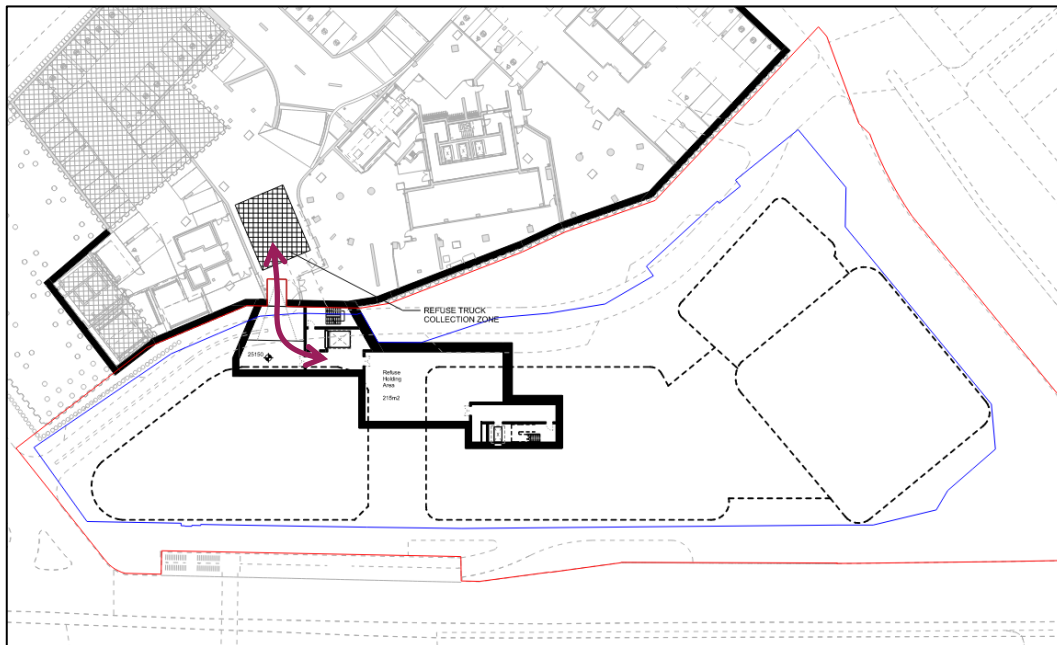 REFUSE TRUCK
COLLECTION ZONE
25150
Refuse
Holding
Area
215m2